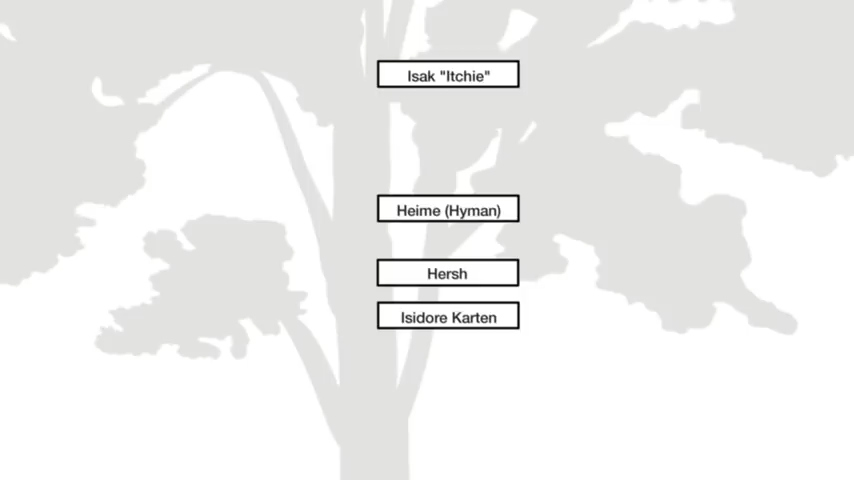 Isak "Itchie"
Heime (Hyman)
Hersh
Isidore Karten